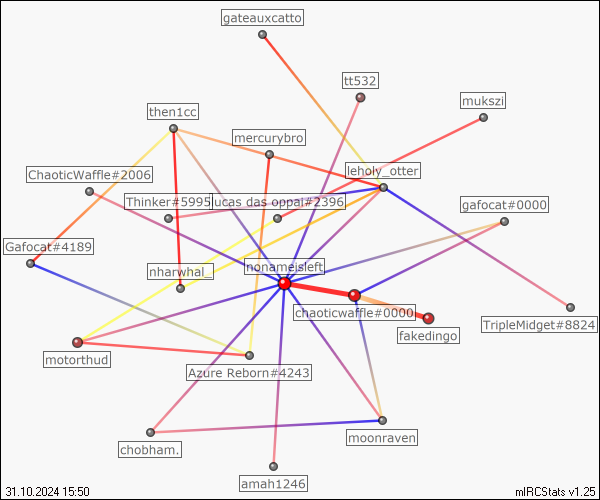 gateauxcatto
tt532
mukszi
then1cc
mercurybro
leholy_otter
ChaoticWaffle#2006
Thinker#5995
lucas das oppai#2396
gafocat#0000
Gafocat#4189
nonameisleft
nharwhal_
chaoticwaffle#0000
TripleMidget#8824
fakedingo
motorthud
Azure Reborn#4243
moonraven
chobham.
amah1246
31.10.2024 15:50
mIRCStats v1.25